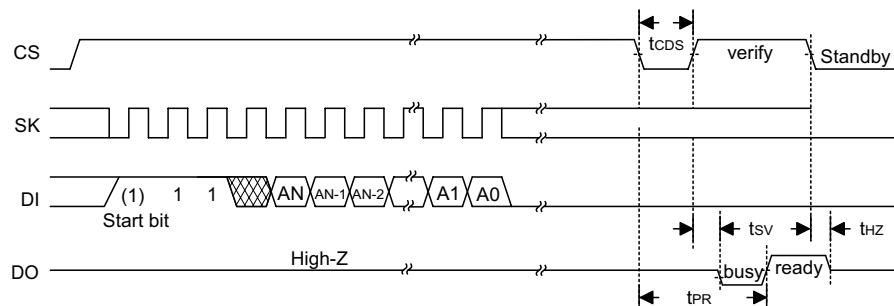 CS
tCDS
verify
Standby
SK
DI
(1) 1 1 AN AN-1 AN-2 A1 A0
Start bit
tSV
tHZ
DO
High-Z
busy
ready
tPR